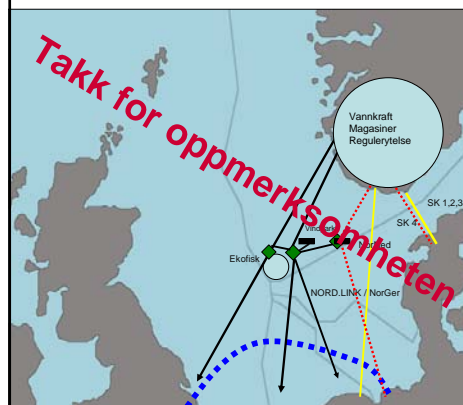 Takk for oppmerksomheten
Vannkraft
Magasiner
Regulerytelse
SK 1,2,3
SK 4
Ekofisk
NORD.LINK / NorGer